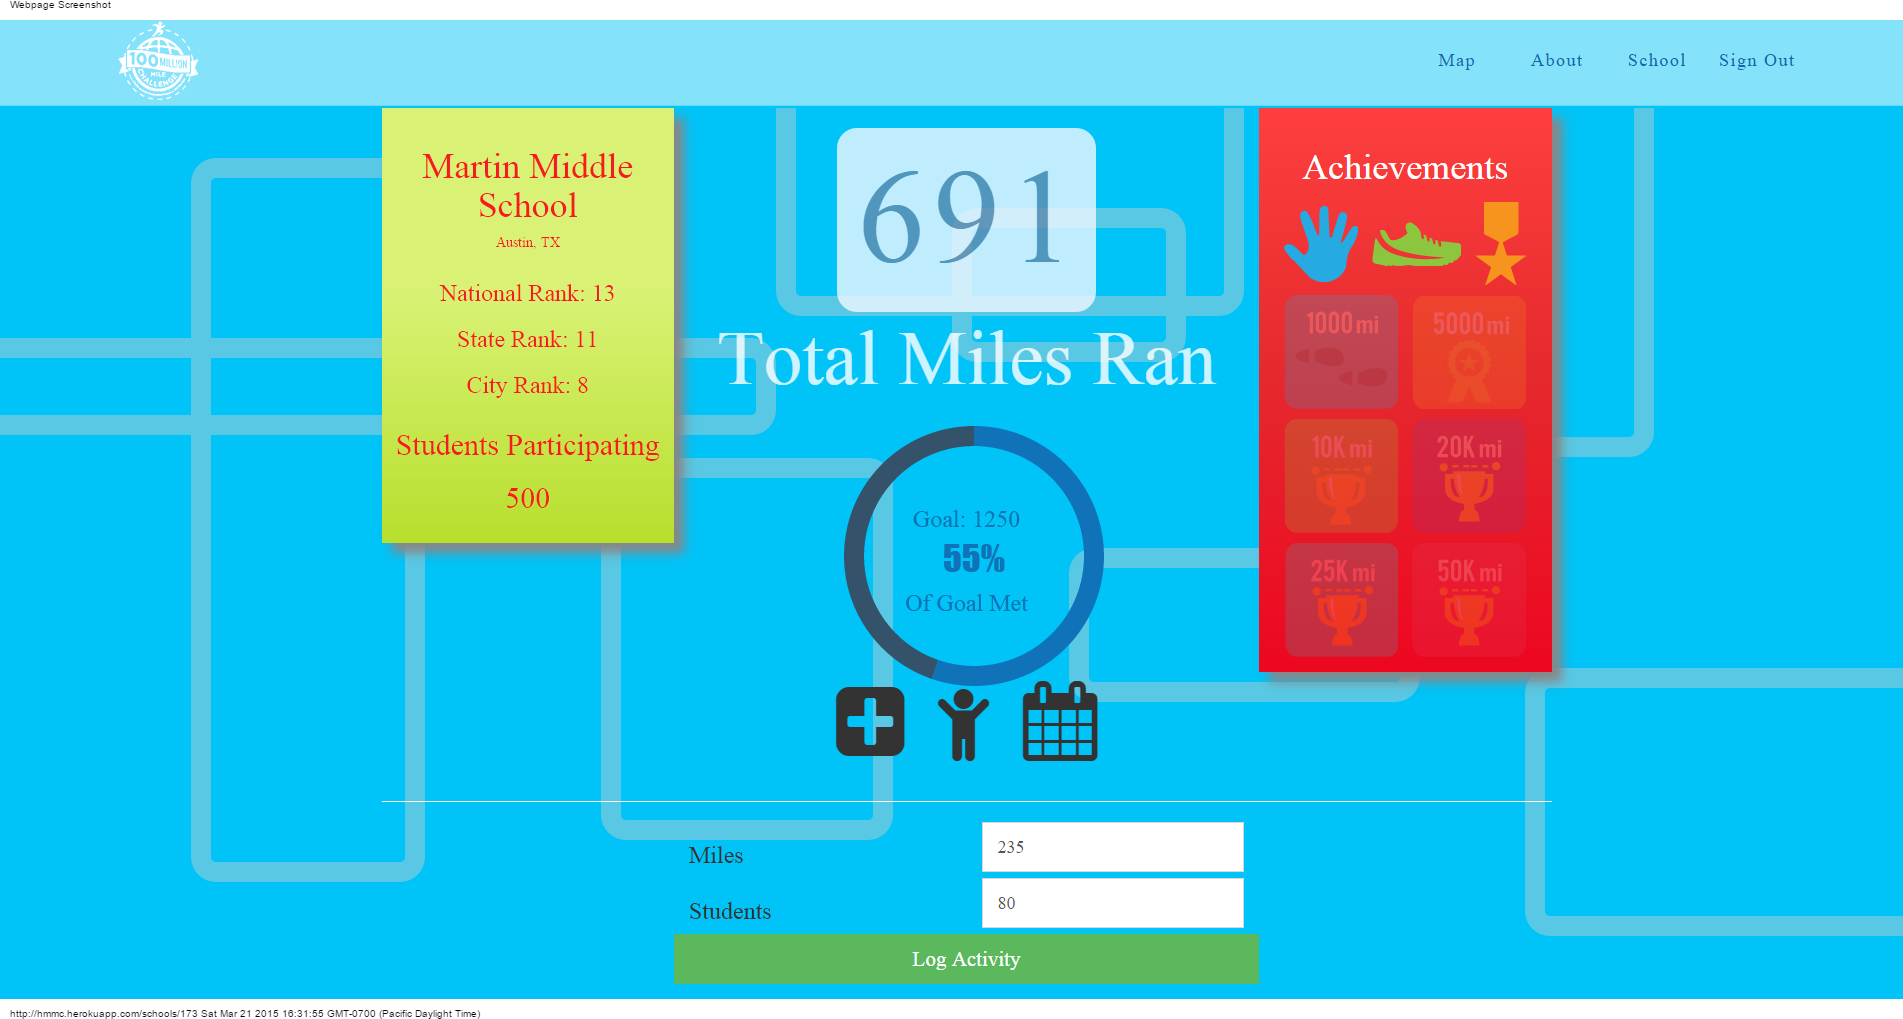 Webpage Screenshot
100 MILLION
MILE
CHALLENGE
Map About School Sign Out
Martin Middle
School
Austin, TX
National Rank: 13
State Rank: 11
City Rank: 8
Students Participating
500
691
Total Miles Ran
Goal: 1250
55%
Of Goal Met
Achievements
1000 mi 5000 mi
10K mi 20K mi
25K mi 50K mi
Miles 235
Students 80
Log Activity
http://hmmc.herokuapp.com/schools/173 Sat Mar 21 2015 16:31:55 GMT-0700 (Pacific Daylight Time)